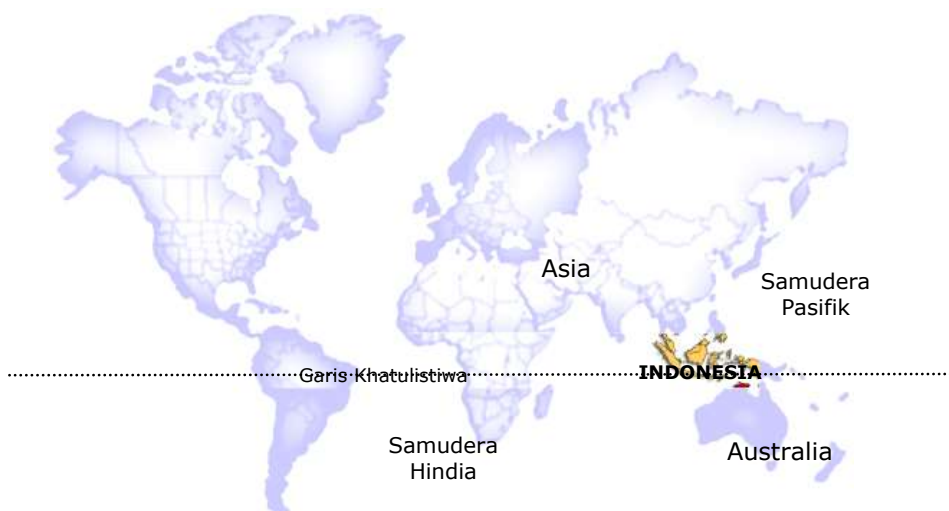 Asia
Samudera
Pasifik
Garis Khatulistiwa
INDONESIA
Samudera
Hindia
Australia